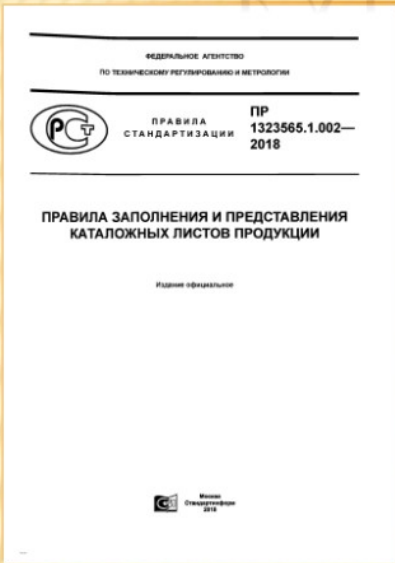 ФЕДЕРАЛЬНОЕ АГЕНТСТВО
ПО ТЕХНИЧЕСКОМУ РЕГУЛИРОВАНИЮ И МЕТРОЛОГИИ
РСТ
ПРАВИЛА
СТАНДАРТИЗАЦИИ
ПР
1323565.1.002—
2018
ПРАВИЛА ЗАПОЛНЕНИЯ И ПРЕДСТАВЛЕНИЯ
КАТАЛОЖНЫХ ЛИСТОВ ПРОДУКЦИИ
Издание официальное
Москва
Стандартинформ
2018